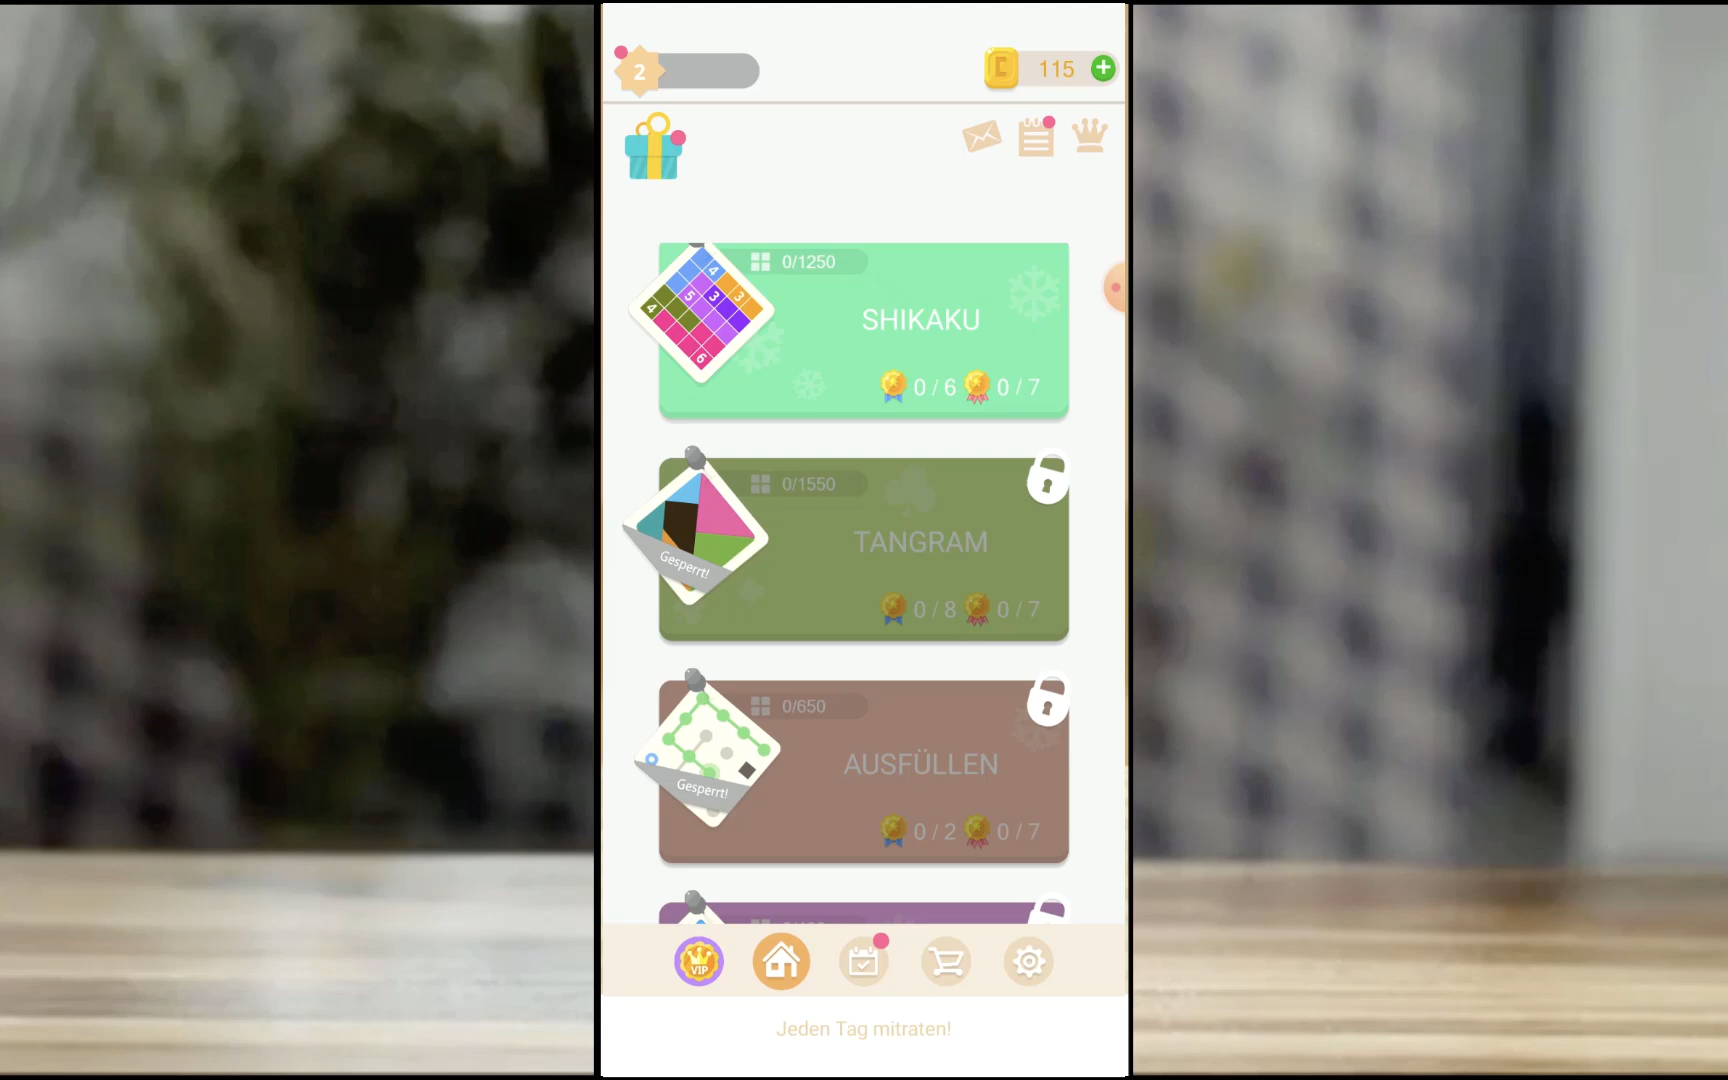 2
115
0/1250
4
5
3
3
4
6
SHIKAKU
0 / 6 0 / 7
0/1550
TANGRAM
Gesperrt!
0 / 8 0 / 7
0/650
AUSFÜLLEN
Gesperrt!
0 / 2 0 / 7
VIP
Jeden Tag mitraten!